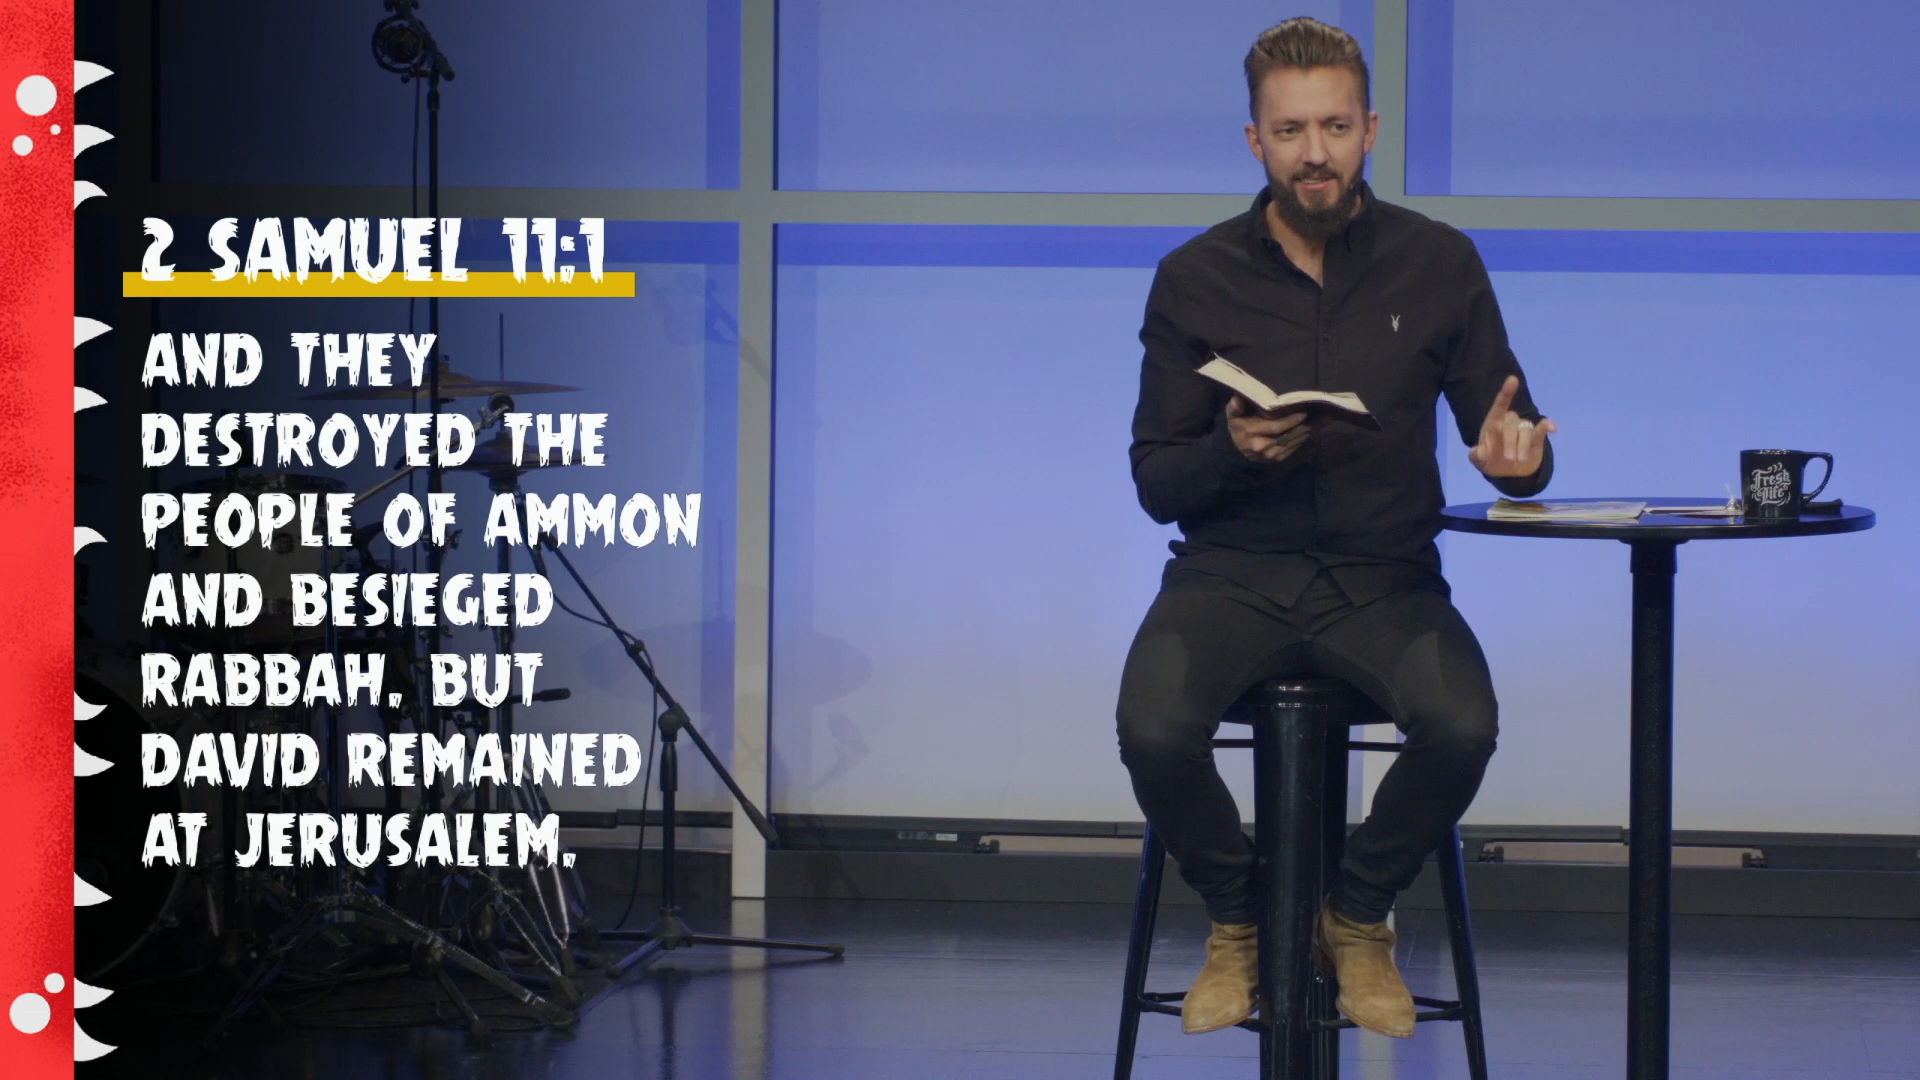 2 SAMUEL 11:1
AND THEY
DESTROYED THE
PEOPLE OF AMMON
AND BESIEGED
RABBAH. BUT
DAVID REMAINED
AT JERUSALEM.
Fresh
Life